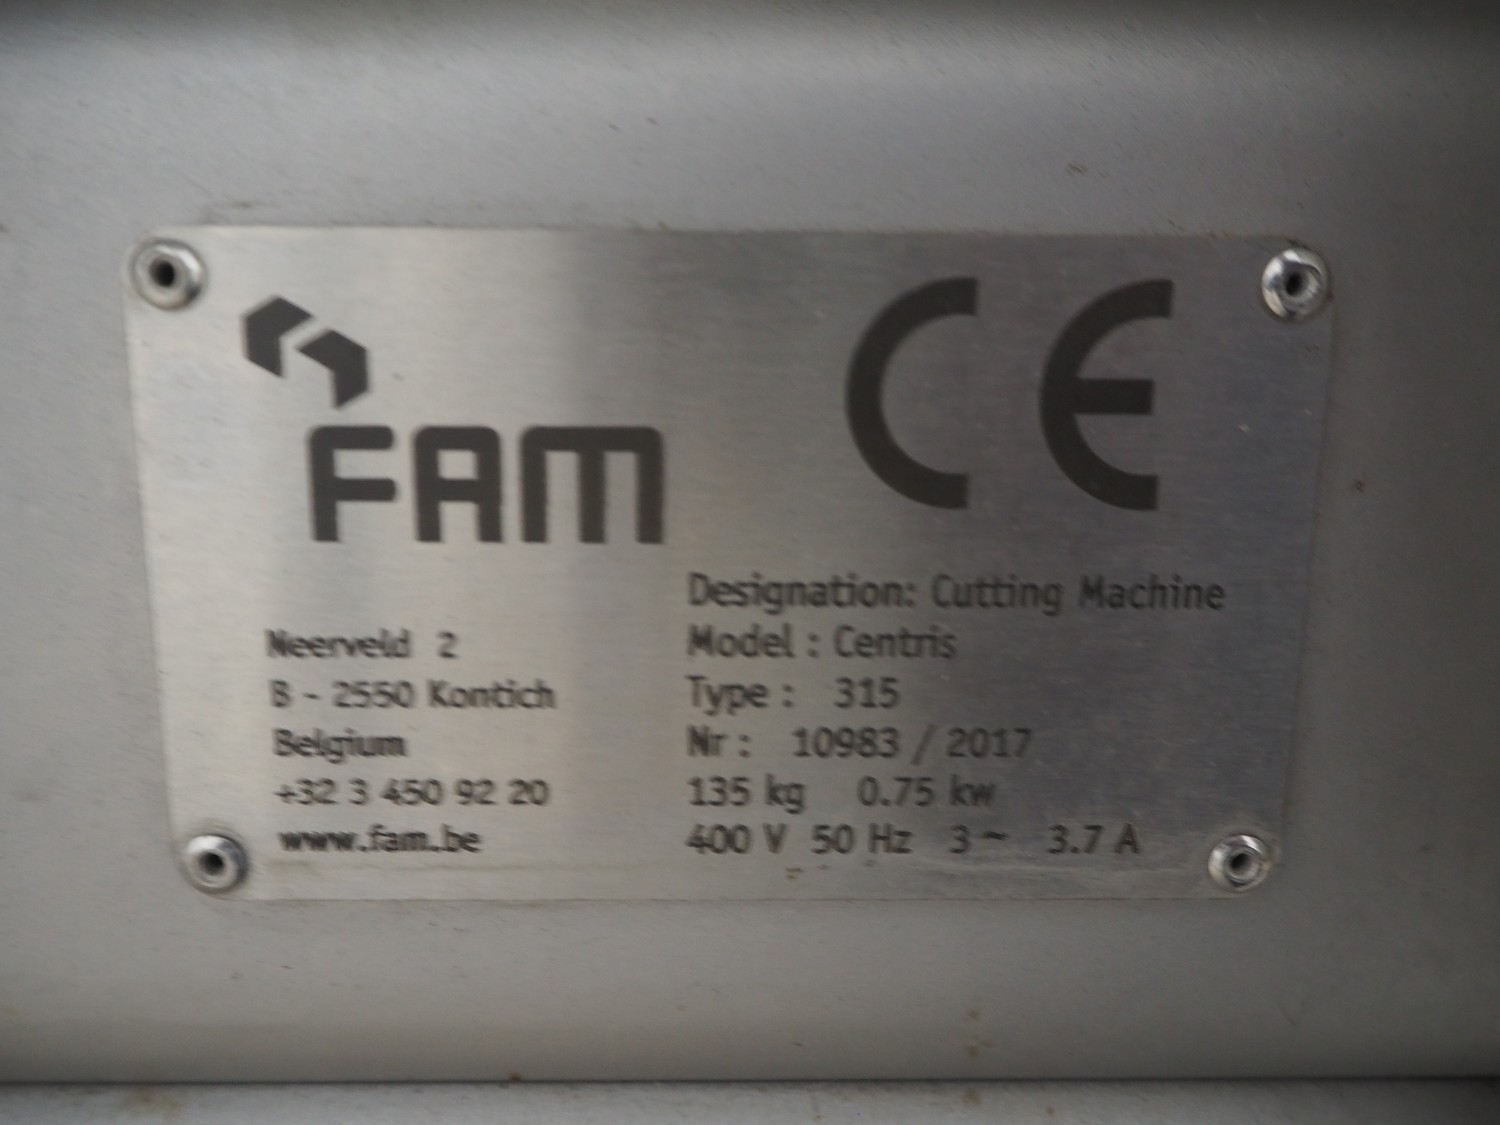 FAM
CE
Neerveld 2
B - 2550 Kontich
Belgium
+32 3 450 92 20
www.fam.be
Designation: Cutting Machine
Model : Centris
Type : 315
Nr : 10983 / 2017
135 kg 0.75 kw
400 V 50 Hz 3 ~ 3.7 A